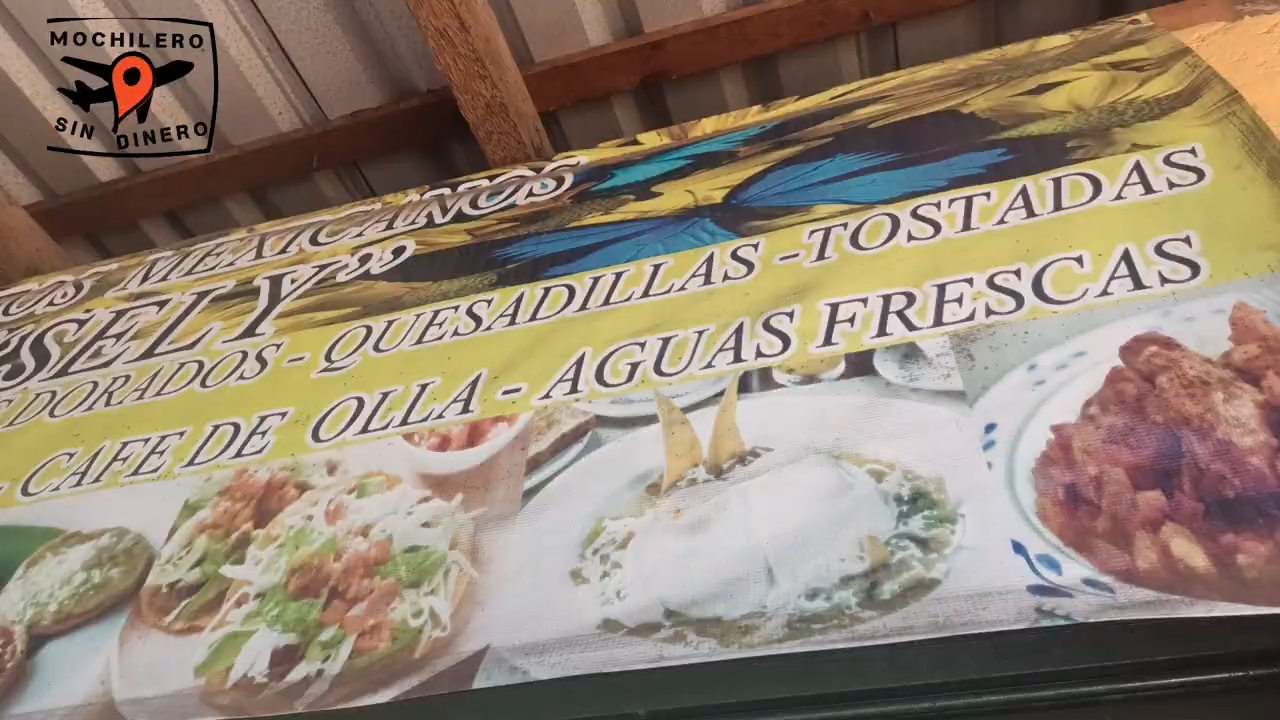 MOCHILERO
SIN DINERO
MEXICANOS
SELY”
DORADOS - QUESADILLAS -TOSTADAS
- CAFE DE OLLA - AGUAS FRESCAS